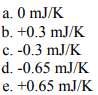 a. 0 mJ/K
b. +0.3 mJ/K
c. -0.3 mJ/K
d. -0.65 mJ/K
e. +0.65 mJ/K